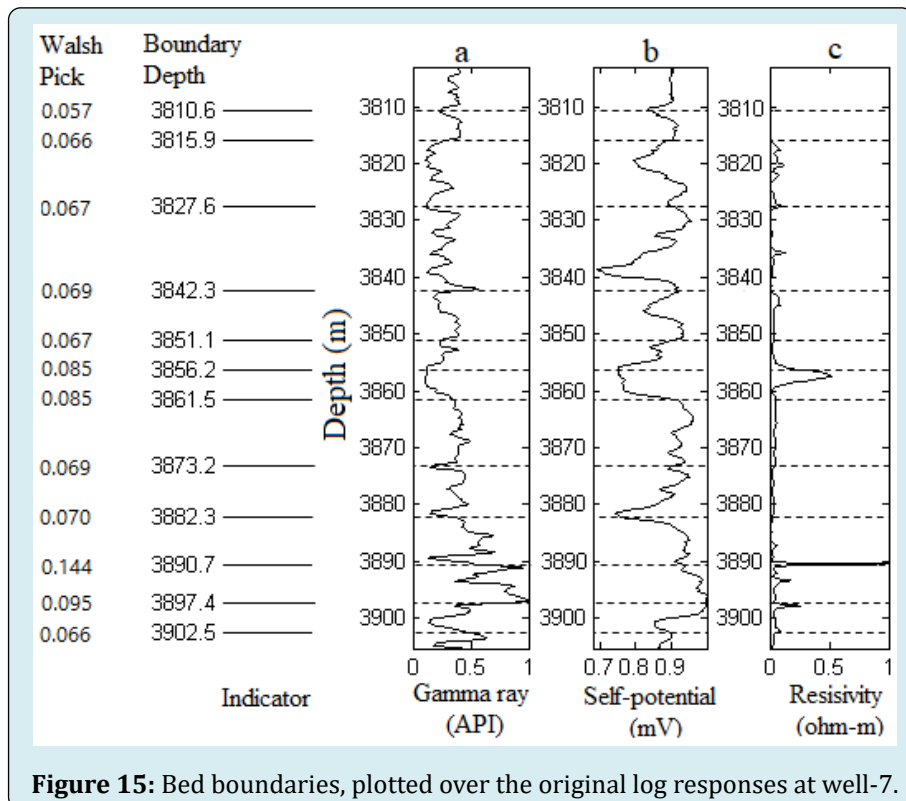 Walsh Pick
Boundary Depth
a
b
c
0.057 3810.6
0.066 3815.9
0.067 3827.6
0.069 3842.3
0.067 3851.1
0.085 3856.2
0.085 3861.5
0.069 3873.2
0.070 3882.3
0.144 3890.7
0.095 3897.4
0.066 3902.5
Indicator
Depth (m)
3810
3820
3830
3840
3850
3860
3870
3880
3890
3900
0 0.5 1
Gamma ray
(API)
3810
3820
3830
3840
3850
3860
3870
3880
3890
3900
0.7 0.8 0.9
Self-potential
(mV)
3810
3820
3830
3840
3850
3860
3870
3880
3890
3900
0 0.5 1
Resisivity
(ohm-m)
Figure 15: Bed boundaries, plotted over the original log responses at well-7.